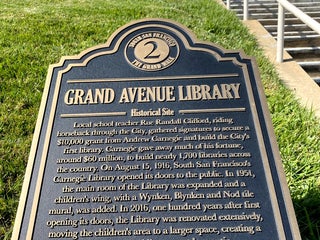 SOUTH SAN FRANCISCO
2
THE GRAND MILE
GRAND AVENUE LIBRARY
Historical Site
Local school teacher Rue Randall Clifford, riding
horseback through the City, gathered signatures to secure a
$10,000 grant from Andrew Carnegie and build the City's
first library. Carnegie gave away much of his fortune,
around $60 million, to build nearly 1,700 libraries across
the country. On August 15, 1916, South San Francisco's
Carnegie Library opened its doors to the public. In 1951,
the main room of the Library was expanded and a
children's wing, with a Wynken, Blynken and Nod tile
mural, was added. In 2016, one hundred years after first
opening its doors, the Library was renovated extensively,
moving the children's area to a larger space, creating a